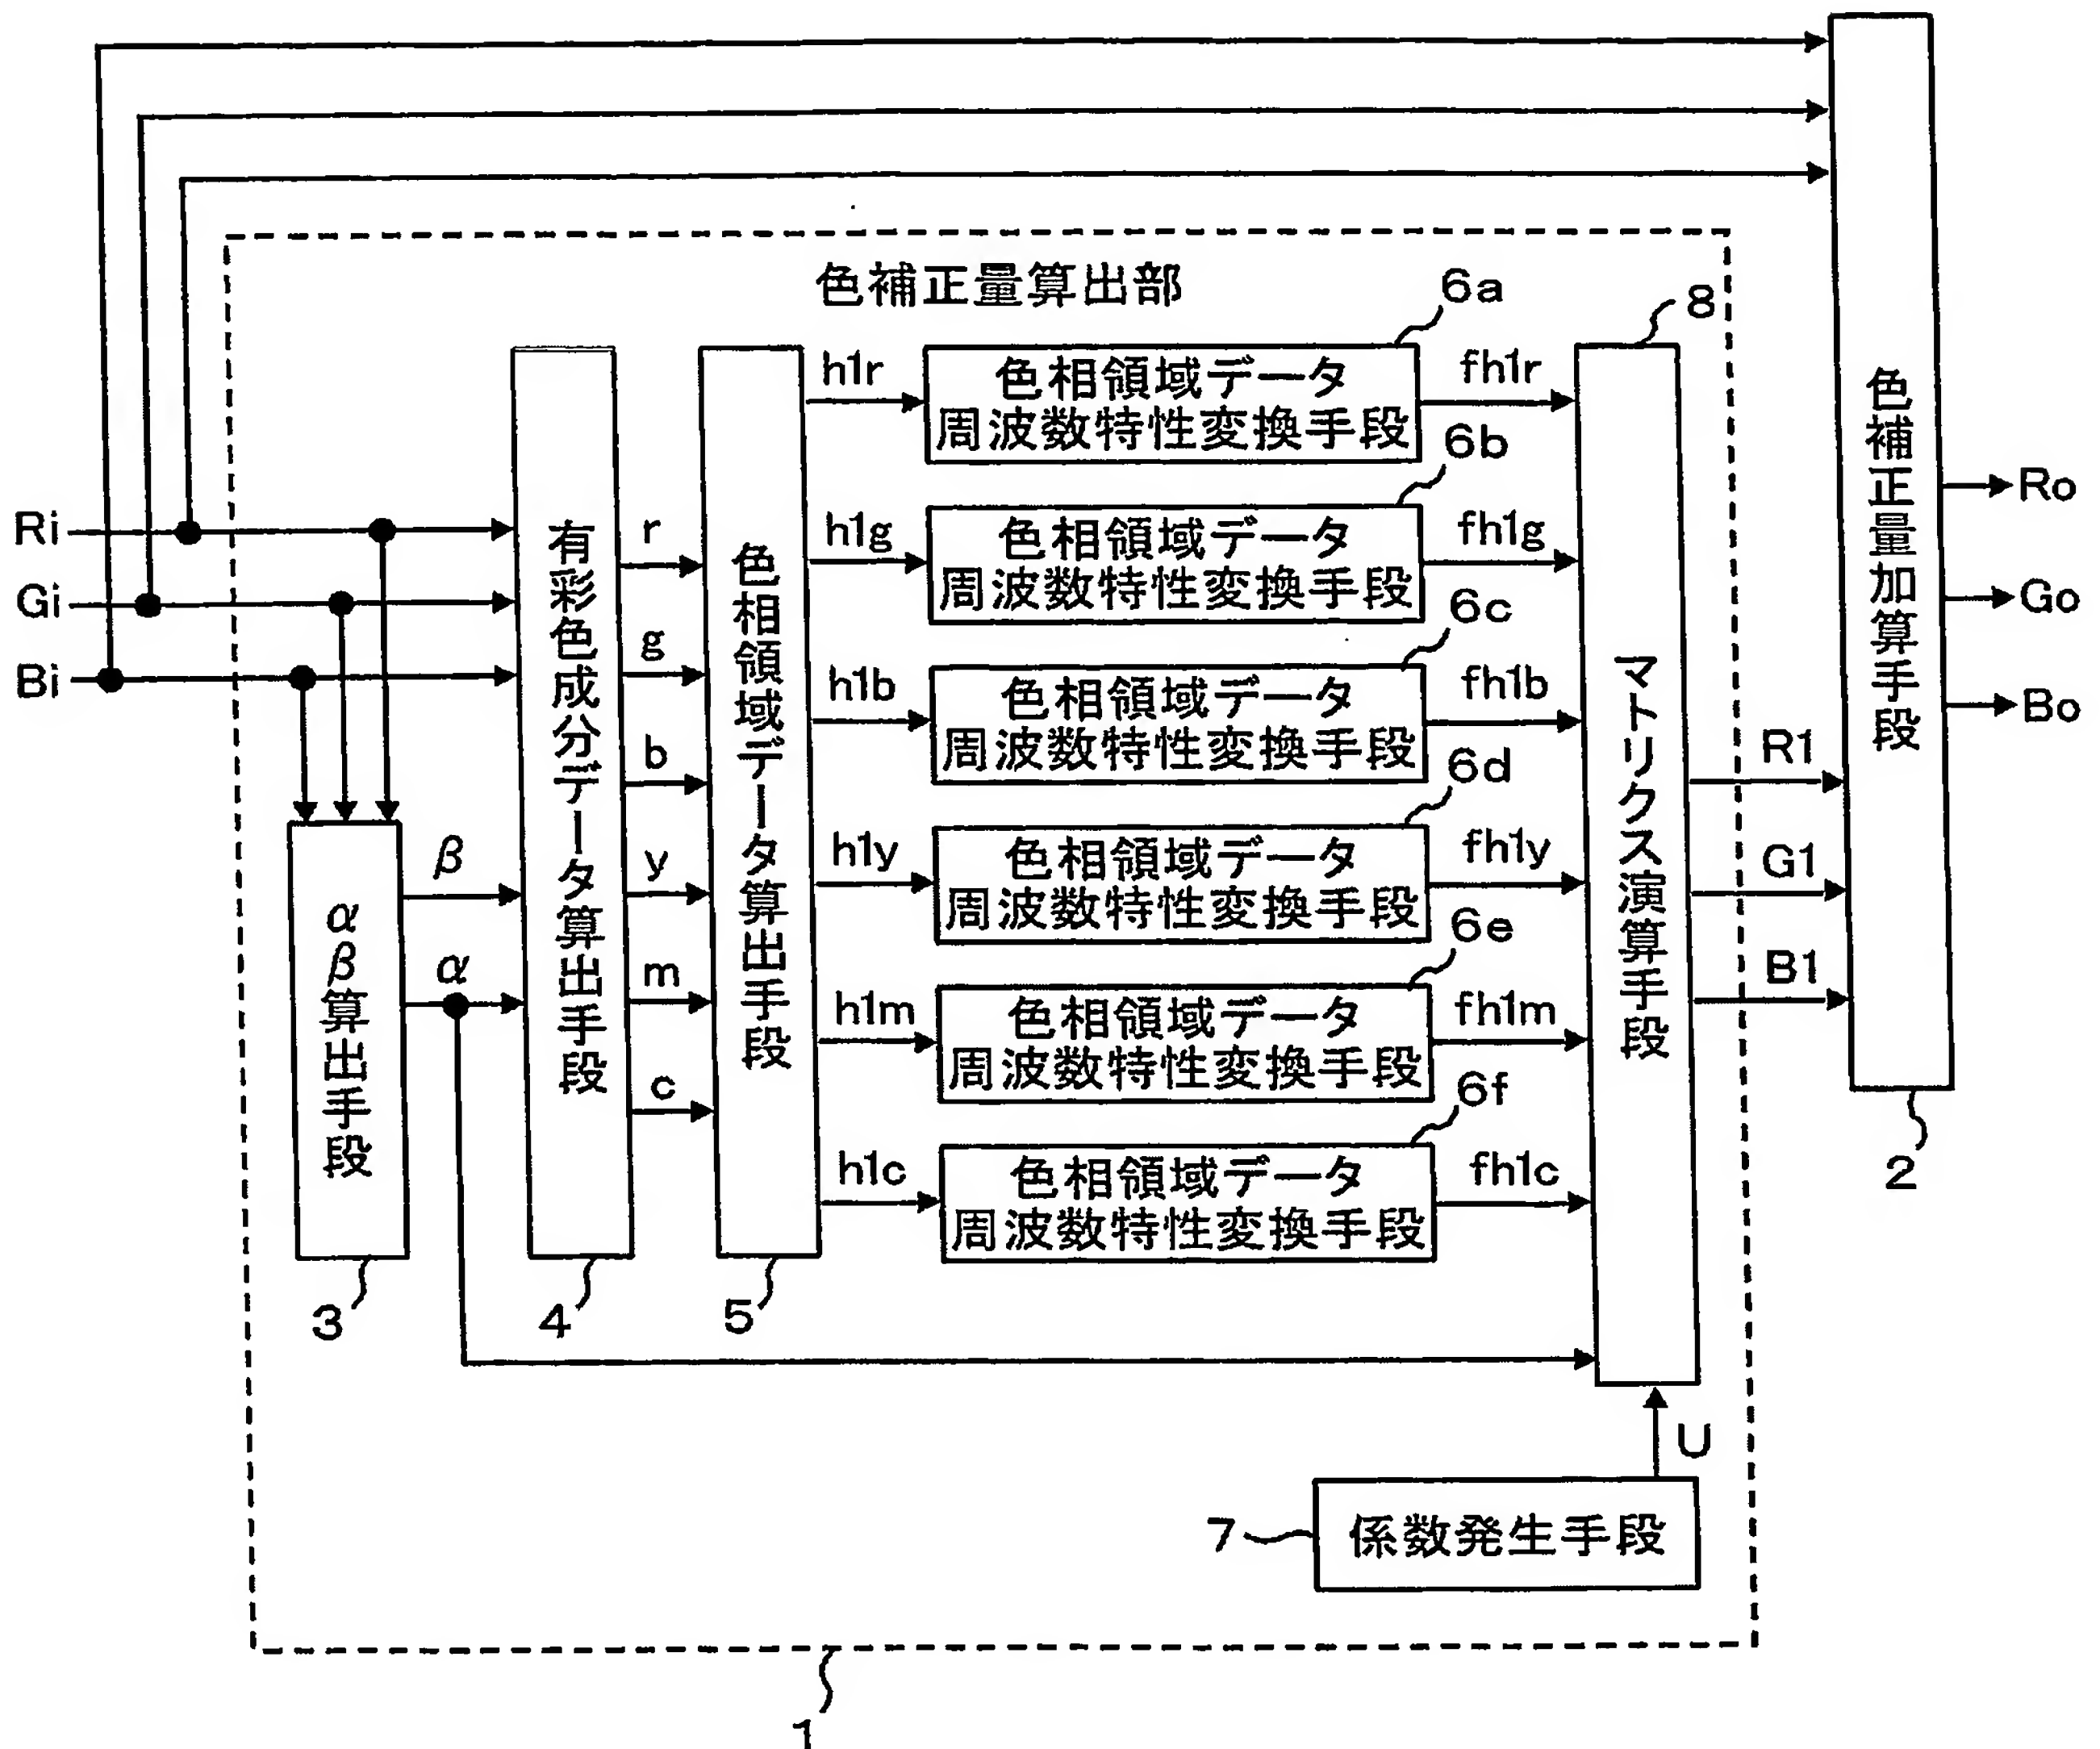 色補正量算出部
6a
8
h1r
色相領域データ
周波数特性変換手段
fh1r
6b
h1g
色相領域データ
周波数特性変換手段
fh1g
6c
h1b
色相領域データ
周波数特性変換手段
fh1b
6d
h1y
色相領域データ
周波数特性変換手段
fh1y
6e
h1m
色相領域データ
周波数特性変換手段
fh1m
6f
h1c
色相領域データ
周波数特性変換手段
fh1c
Ri
Gi
Bi
αβ算出手段
3
β
α
有彩色成分データ算出手段
4
r
g
b
y
m
c
色相領域データ算出手段
5
マトリクス演算手段
U
7
係数発生手段
R1
G1
B1
色補正量加算手段
2
Ro
Go
Bo
1